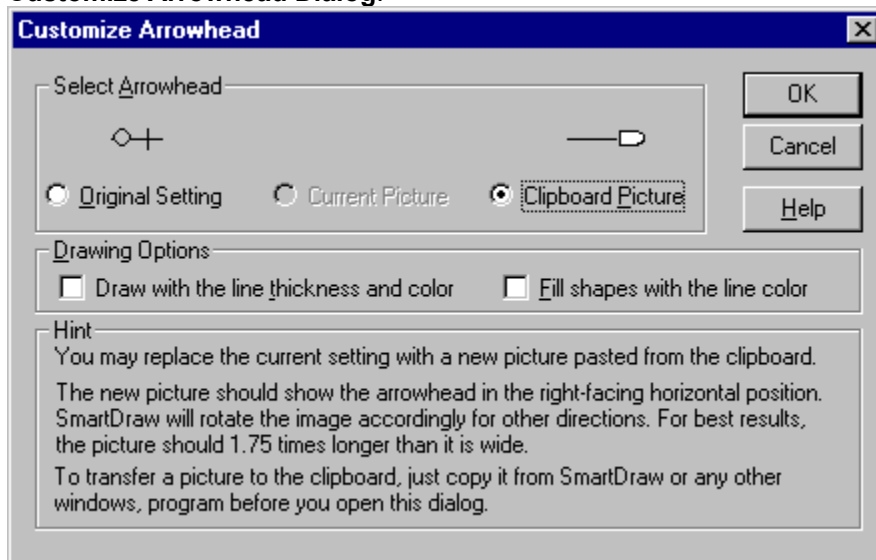 Customize Arrowhead Dialog.
Customize Arrowhead
Select Arrowhead
OK
Cancel
Original Setting
Current Picture
Clipboard Picture
Help
Drawing Options
Draw with the line thickness and color
Fill shapes with the line color
Hint
You may replace the current setting with a new picture pasted from the clipboard.
The new picture should show the arrowhead in the right-facing horizontal position.
SmartDraw will rotate the image accordingly for other directions. For best results,
the picture should 1.75 times longer than it is wide.
To transfer a picture to the clipboard, just copy it from SmartDraw or any other
windows, program before you open this dialog.